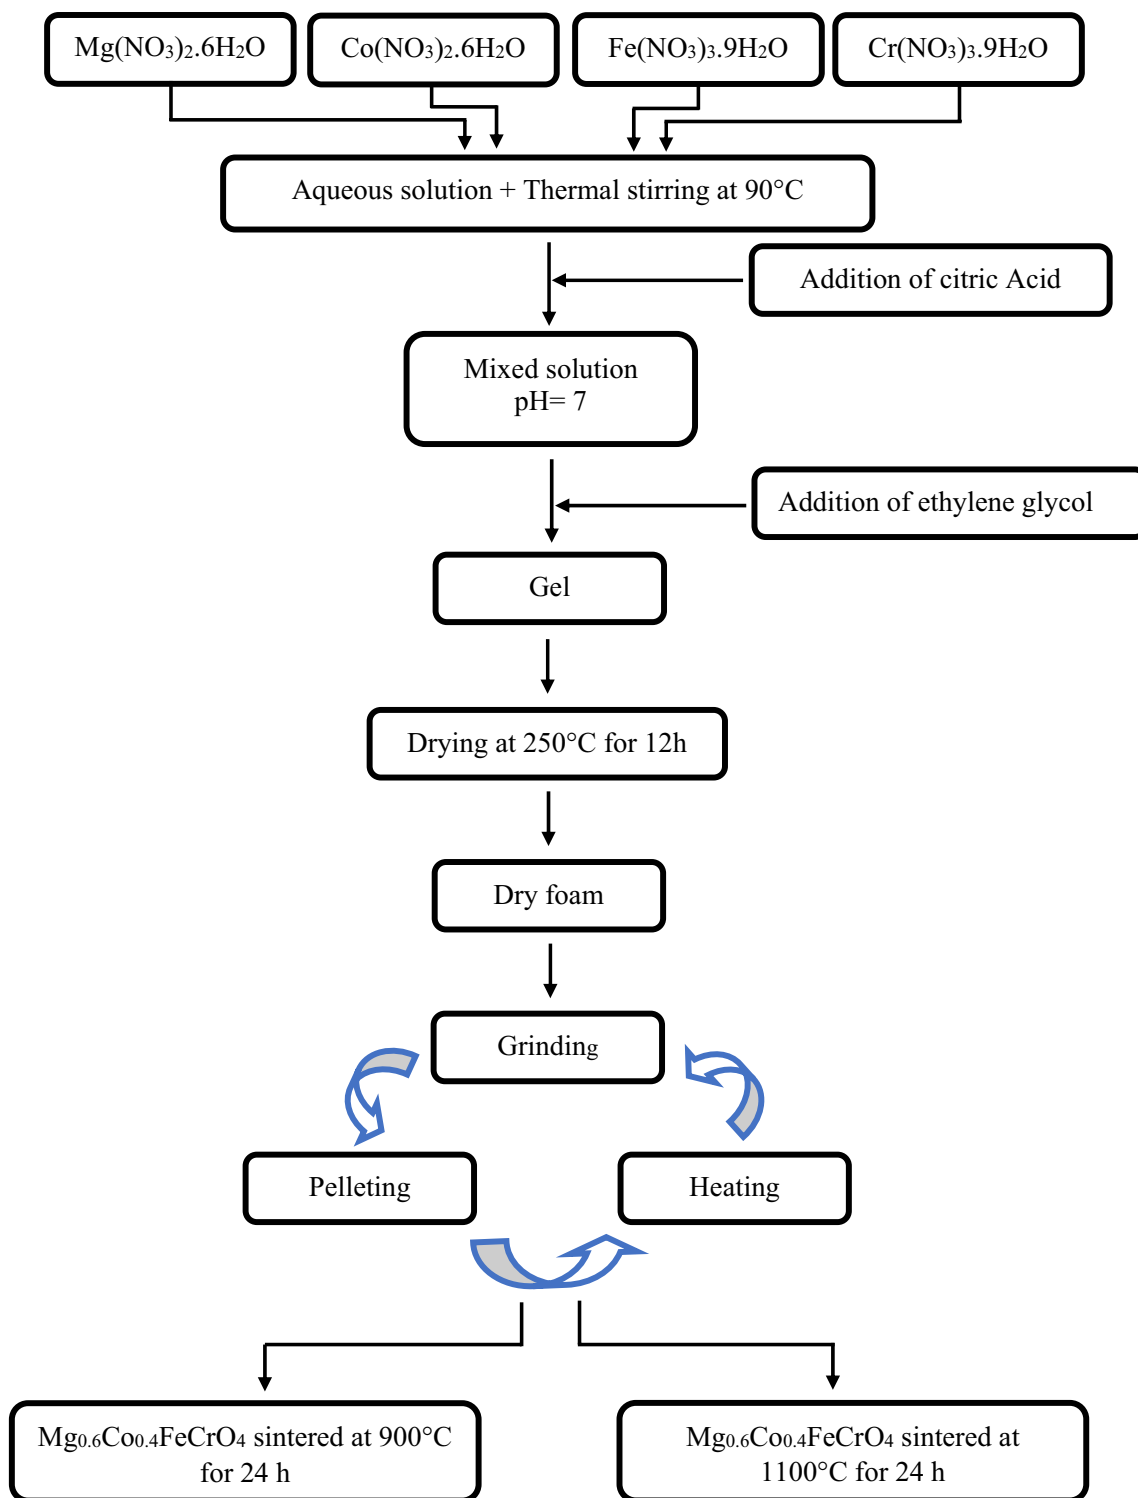 Mg(NO₃)₂.6H₂O
Co(NO₃)₂.6H₂O
Fe(NO₃)₃.9H₂O
Cr(NO₃)₃.9H₂O
Aqueous solution + Thermal stirring at 90°C
Addition of citric Acid
Mixed solution
pH= 7
Addition of ethylene glycol
Gel
Drying at 250°C for 12h
Dry foam
Grinding
Pelleting
Heating
Mg₀.₆Co₀.₄FeCrO₄ sintered at 900°C
for 24 h
Mg₀.₆Co₀.₄FeCrO₄ sintered at
1100°C for 24 h